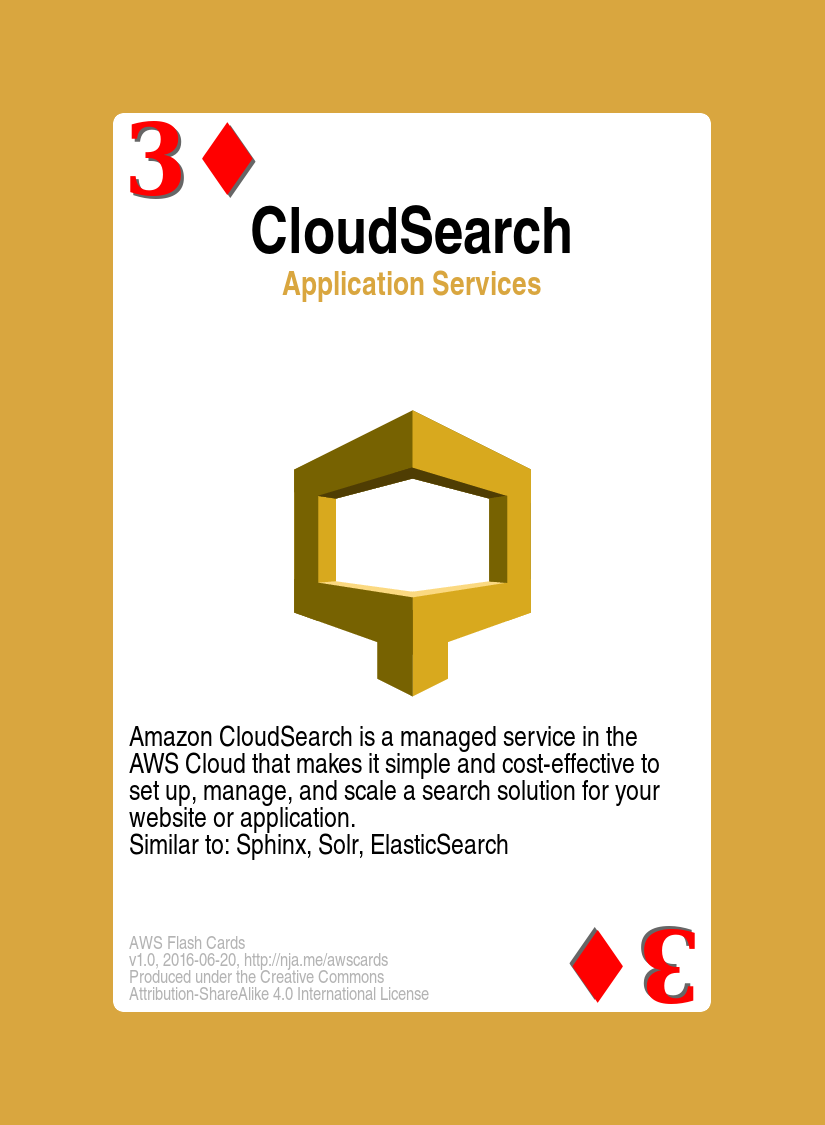 3♦
CloudSearch
Application Services
Amazon CloudSearch is a managed service in the
AWS Cloud that makes it simple and cost-effective to
set up, manage, and scale a search solution for your
website or application.
Similar to: Sphinx, Solr, ElasticSearch
AWS Flash Cards
v1.0, 2016-06-20, http://nja.me/awscards
Produced under the Creative Commons
Attribution-ShareAlike 4.0 International License
3♦